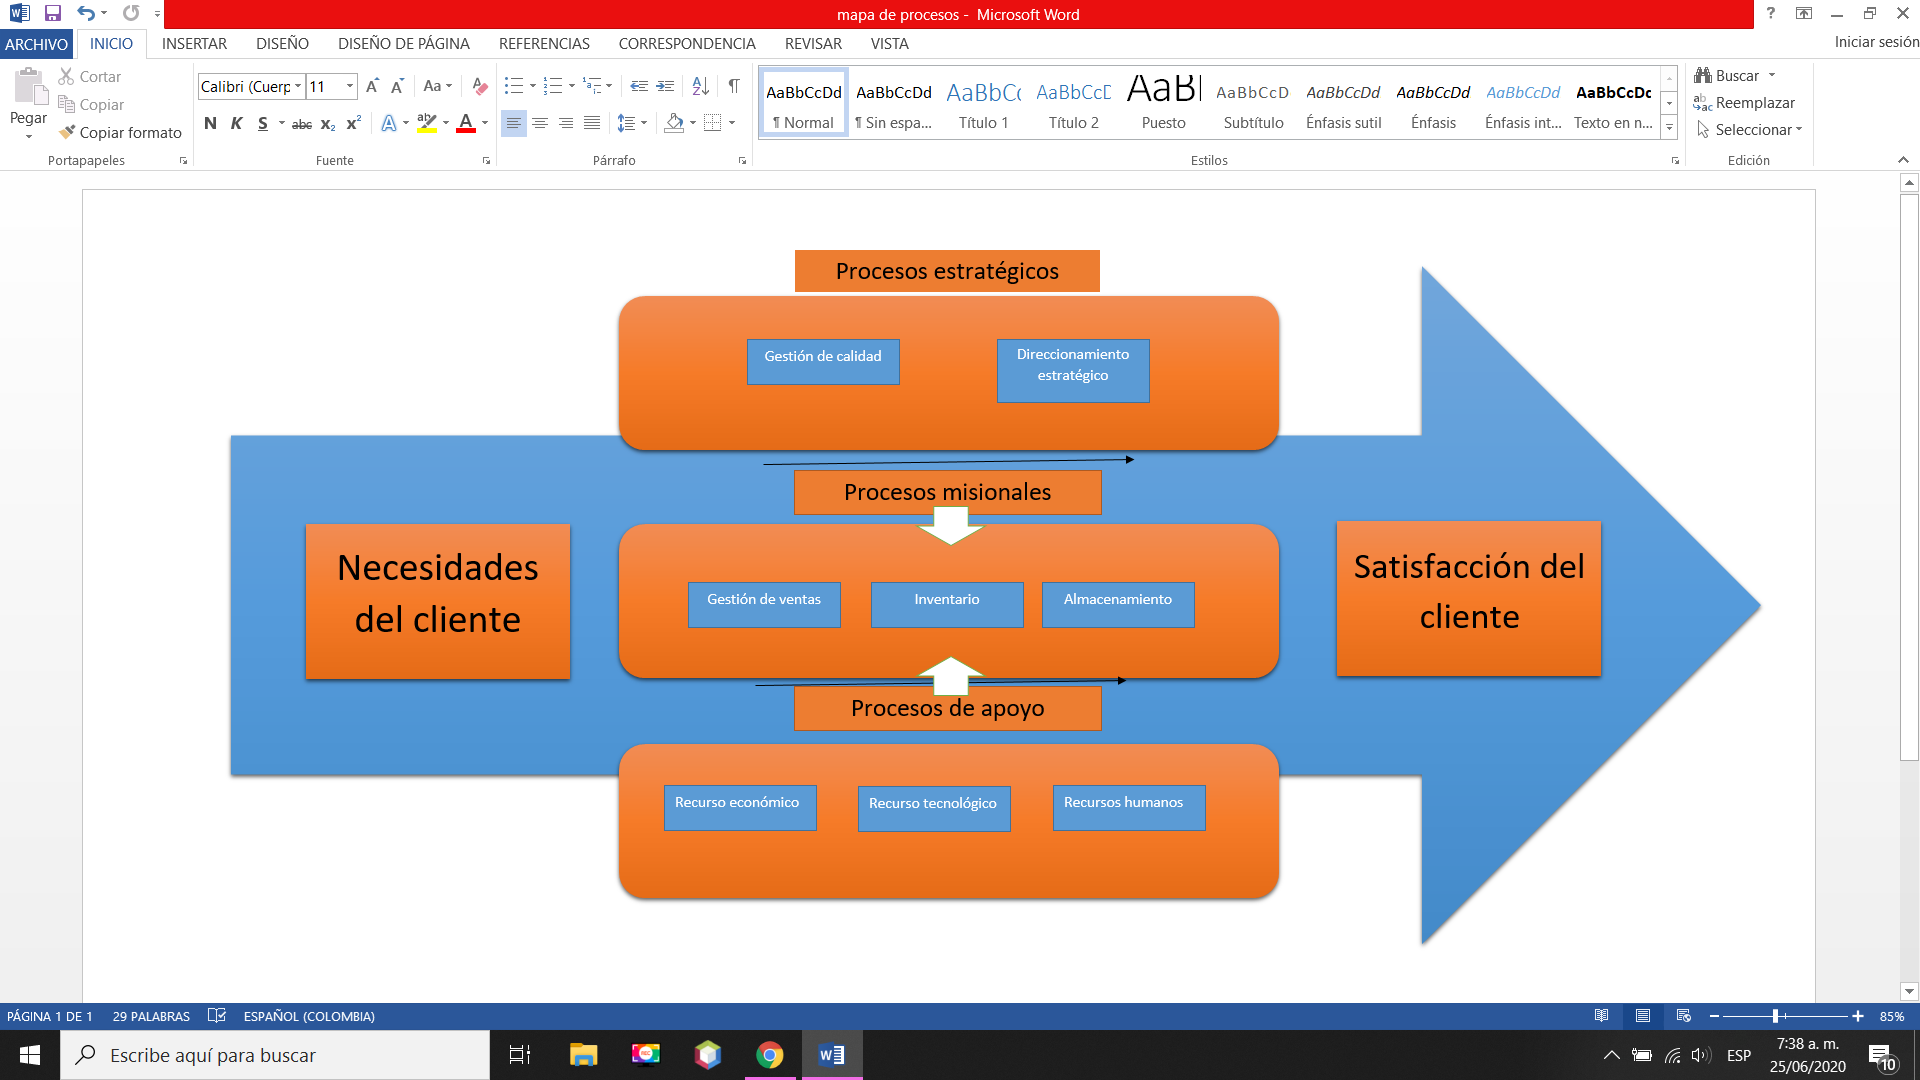 mapa de procesos - Microsoft Word
ARCHIVO INICIO INSERTAR DISEÑO DISEÑO DE PÁGINA REFERENCIAS CORRESPONDENCIA REVISAR VISTA Iniciar sesión
Pegar
Cortar
Copiar
Copiar formato
Portapapeles
Calibri (Cuerp 11
N K S abc x₂ x²
Fuente
Párrafo
AaBbCcDd AaBbCcDd AaBbCc AaBbCcD AaBl AaBbCcD AaBbCcDd AaBbCcDd AaBbCcDd AaBbCcDc
¶ Normal ¶ Sin espa... Título 1 Título 2 Puesto Subtítulo Énfasis sutil Énfasis Énfasis int... Texto en n...
Estilos
Buscar
Reemplazar
Seleccionar
Edición
Procesos estratégicos
Gestión de calidad
Direccionamiento
estratégico
Procesos misionales
Necesidades
del cliente
Gestión de ventas
Inventario
Almacenamiento
Satisfacción del
cliente
Procesos de apoyo
Recurso económico
Recurso tecnológico
Recursos humanos
PÁGINA 1 DE 1 29 PALABRAS ESPAÑOL (COLOMBIA) 85%
Escribe aquí para buscar
ESP
7:38 a. m.
25/06/2020
10